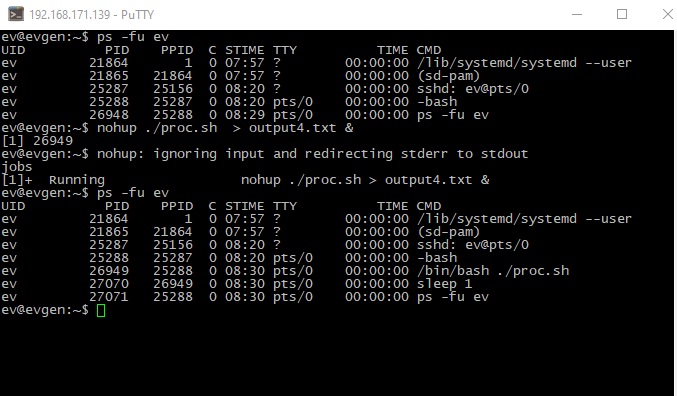 192.168.171.139 - PuTTY
ev@evgen:~$ ps -fu ev
UID          PID    PPID  C STIME TTY          TIME CMD
ev         21864       1  0 07:57 ?        00:00:00 /lib/systemd/systemd --user
ev         21865   21864  0 07:57 ?        00:00:00 (sd-pam)
ev         25287   25156  0 08:20 ?        00:00:00 sshd: ev@pts/0
ev         25288   25287  0 08:20 pts/0    00:00:00 -bash
ev         26948   25288  0 08:29 pts/0    00:00:00 ps -fu ev
ev@evgen:~$ nohup ./proc.sh  > output4.txt &
[1] 26949
ev@evgen:~$ nohup: ignoring input and redirecting stderr to stdout
jobs
[1]+  Running                 nohup ./proc.sh > output4.txt &
ev@evgen:~$ ps -fu ev
UID          PID    PPID  C STIME TTY          TIME CMD
ev         21864       1  0 07:57 ?        00:00:00 /lib/systemd/systemd --user
ev         21865   21864  0 07:57 ?        00:00:00 (sd-pam)
ev         25287   25156  0 08:20 ?        00:00:00 sshd: ev@pts/0
ev         25288   25287  0 08:20 pts/0    00:00:00 -bash
ev         26949   25288  0 08:30 pts/0    00:00:00 /bin/bash ./proc.sh
ev         27070   26949  0 08:30 pts/0    00:00:00 sleep 1
ev         27071   25288  0 08:30 pts/0    00:00:00 ps -fu ev
ev@evgen:~$